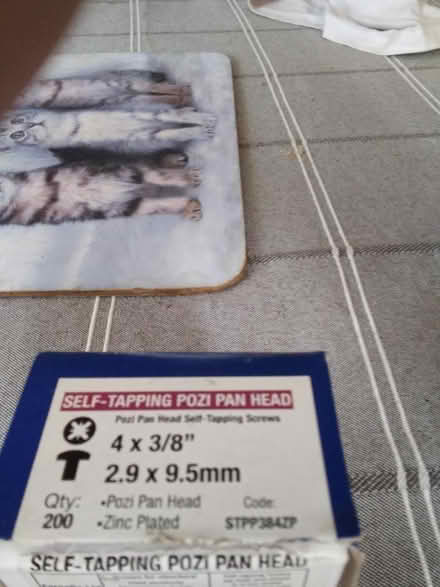 SELF-TAPPING POZI PAN HEAD
Pozi Pan Head Self-Tapping Screws
4 x 3/8"
2.9 x 9.5mm
Qty: •Pozi Pan Head Code:
200 •Zinc Plated STPP384ZP
SELF-TAPPING POZI PAN HEAD